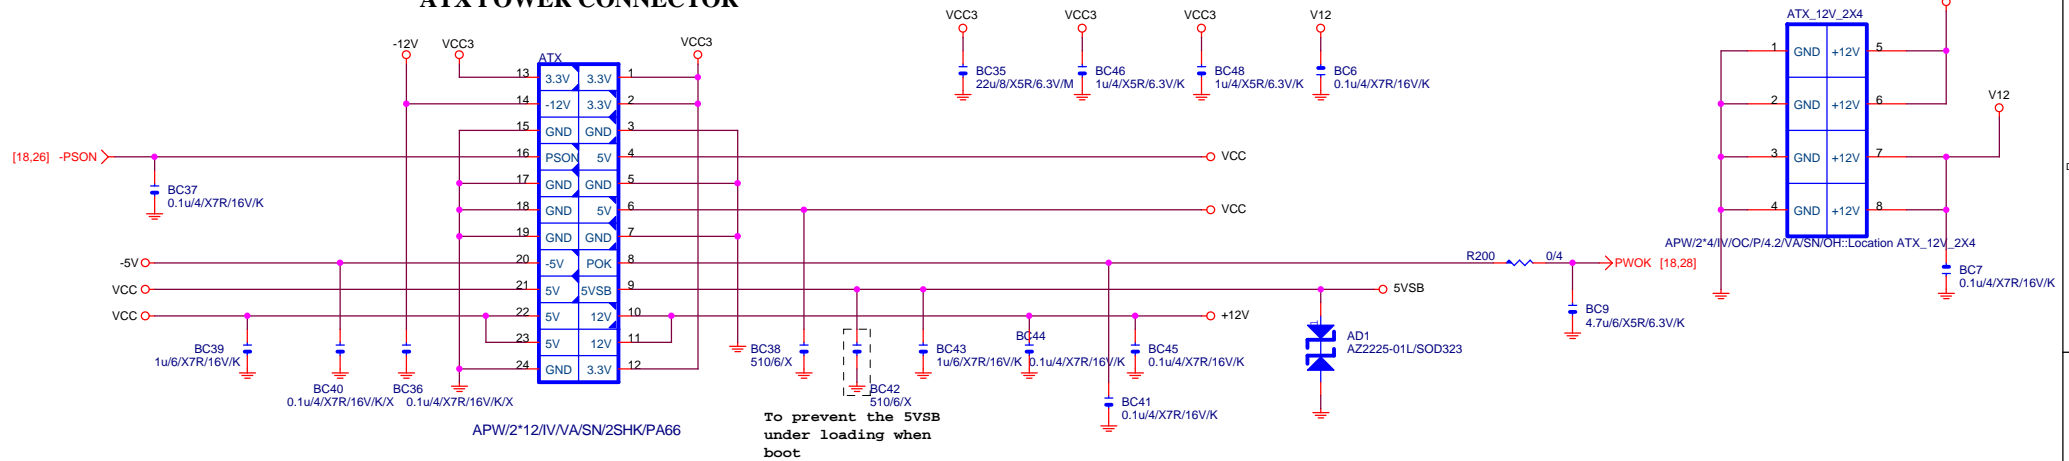 ATX POWER CONNECTOR
-12V
VCC3
VCC3
ATX
13 3.3V 3.3V 1
14 -12V 3.3V 2
15 GND GND 3
16 PSON 5V 4
17 GND GND 5
18 GND 5V 6
19 GND GND 7
20 -5V POK 8
21 5V 5VSB 9
22 5V 12V 10
23 5V 12V 11
24 GND 3.3V 12
APW/2*12/IV/VA/SN/2SHK/PA66
[18,26] -PSON
BC37
0.1u/4/X7R/16V/K
-5V
VCC
VCC
BC39
1u/6/X7R/16V/K
BC40
0.1u/4/X7R/16V/K/X
BC36
0.1u/4/X7R/16V/K/X
VCC3
BC35
22u/8/X5R/6.3V/M
VCC3
BC46
1u/4/X5R/6.3V/K
VCC3
BC48
1u/4/X5R/6.3V/K
V12
BC6
0.1u/4/X7R/16V/K
VCC
VCC
R200 0/4
PWOK [18,28]
5VSB
+12V
BC38
510/6/X
BC42
510/6/X
BC43
1u/6/X7R/16V/K
BC44
0.1u/4/X7R/16V/K
BC45
0.1u/4/X7R/16V/K
BC41
0.1u/4/X7R/16V/K
To prevent the 5VSB
under loading when
boot
1
AD1
AZ2225-01L/SOD323
BC9
4.7u/6/X5R/6.3V/K
ATX_12V_2X4
1 GND +12V 5
2 GND +12V 6
3 GND +12V 7
4 GND +12V 8
APW/2*4/IV/OC/P/4.2/VA/SN/OH::Location ATX_12V_2X4
V12
BC7
0.1u/4/X7R/16V/K